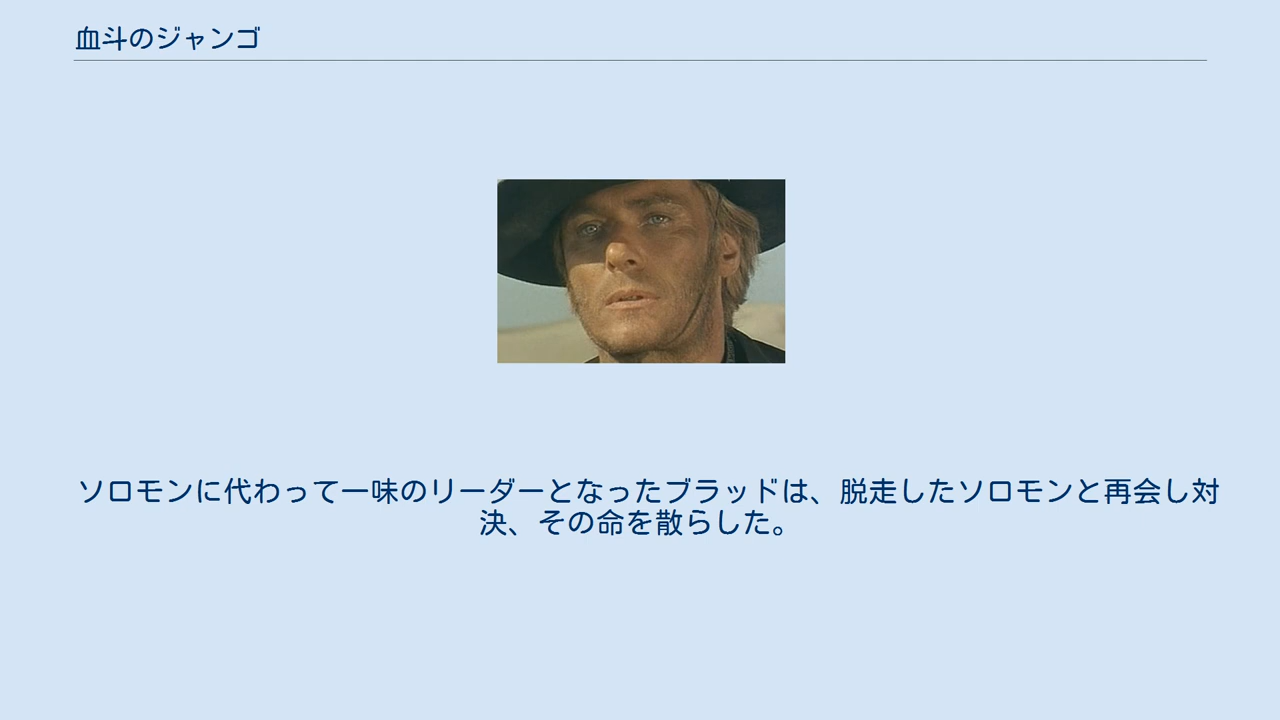 血斗のジャンゴ
ソロモンに代わって一味のリーダーとなったブラッドは、脱走したソロモンと再会し対
決、その命を散らした。